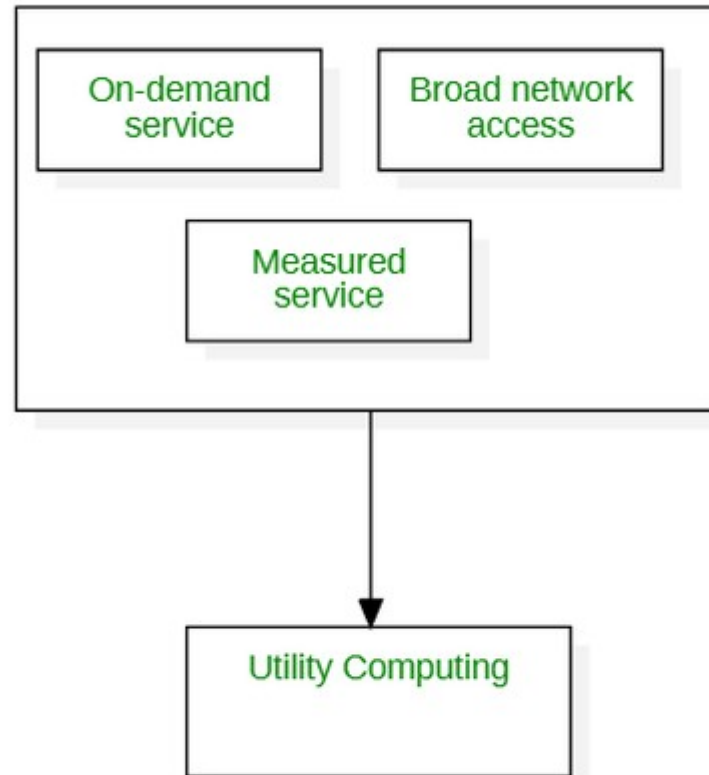 On-demand
service
Broad network
access
Measured
service
Utility Computing